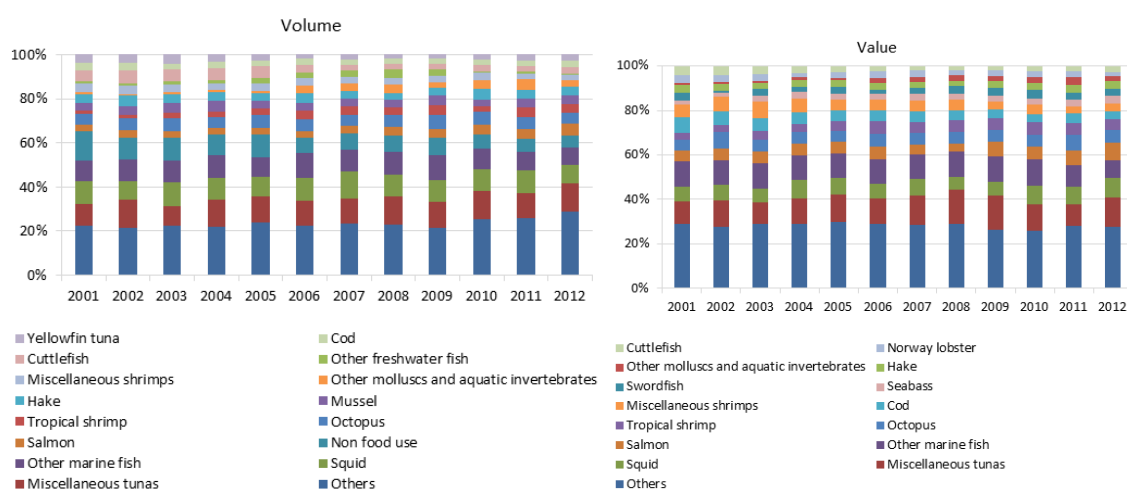 Volume
100%
80%
60%
40%
20%
0%
2001 2002 2003 2004 2005 2006 2007 2008 2009 2010 2011 2012
Yellowfin tuna Cod
Cuttlefish Other freshwater fish
Miscellaneous shrimps Other molluscs and aquatic invertebrates
Hake Mussel
Tropical shrimp Octopus
Salmon Non food use
Other marine fish Squid
Miscellaneous tunas Others
Value
100%
80%
60%
40%
20%
0%
2001 2002 2003 2004 2005 2006 2007 2008 2009 2010 2011 2012
Cuttlefish Norway lobster
Other molluscs and aquatic invertebrates Hake
Swordfish Seabass
Miscellaneous shrimps Cod
Tropical shrimp Octopus
Salmon Other marine fish
Squid Miscellaneous tunas
Others